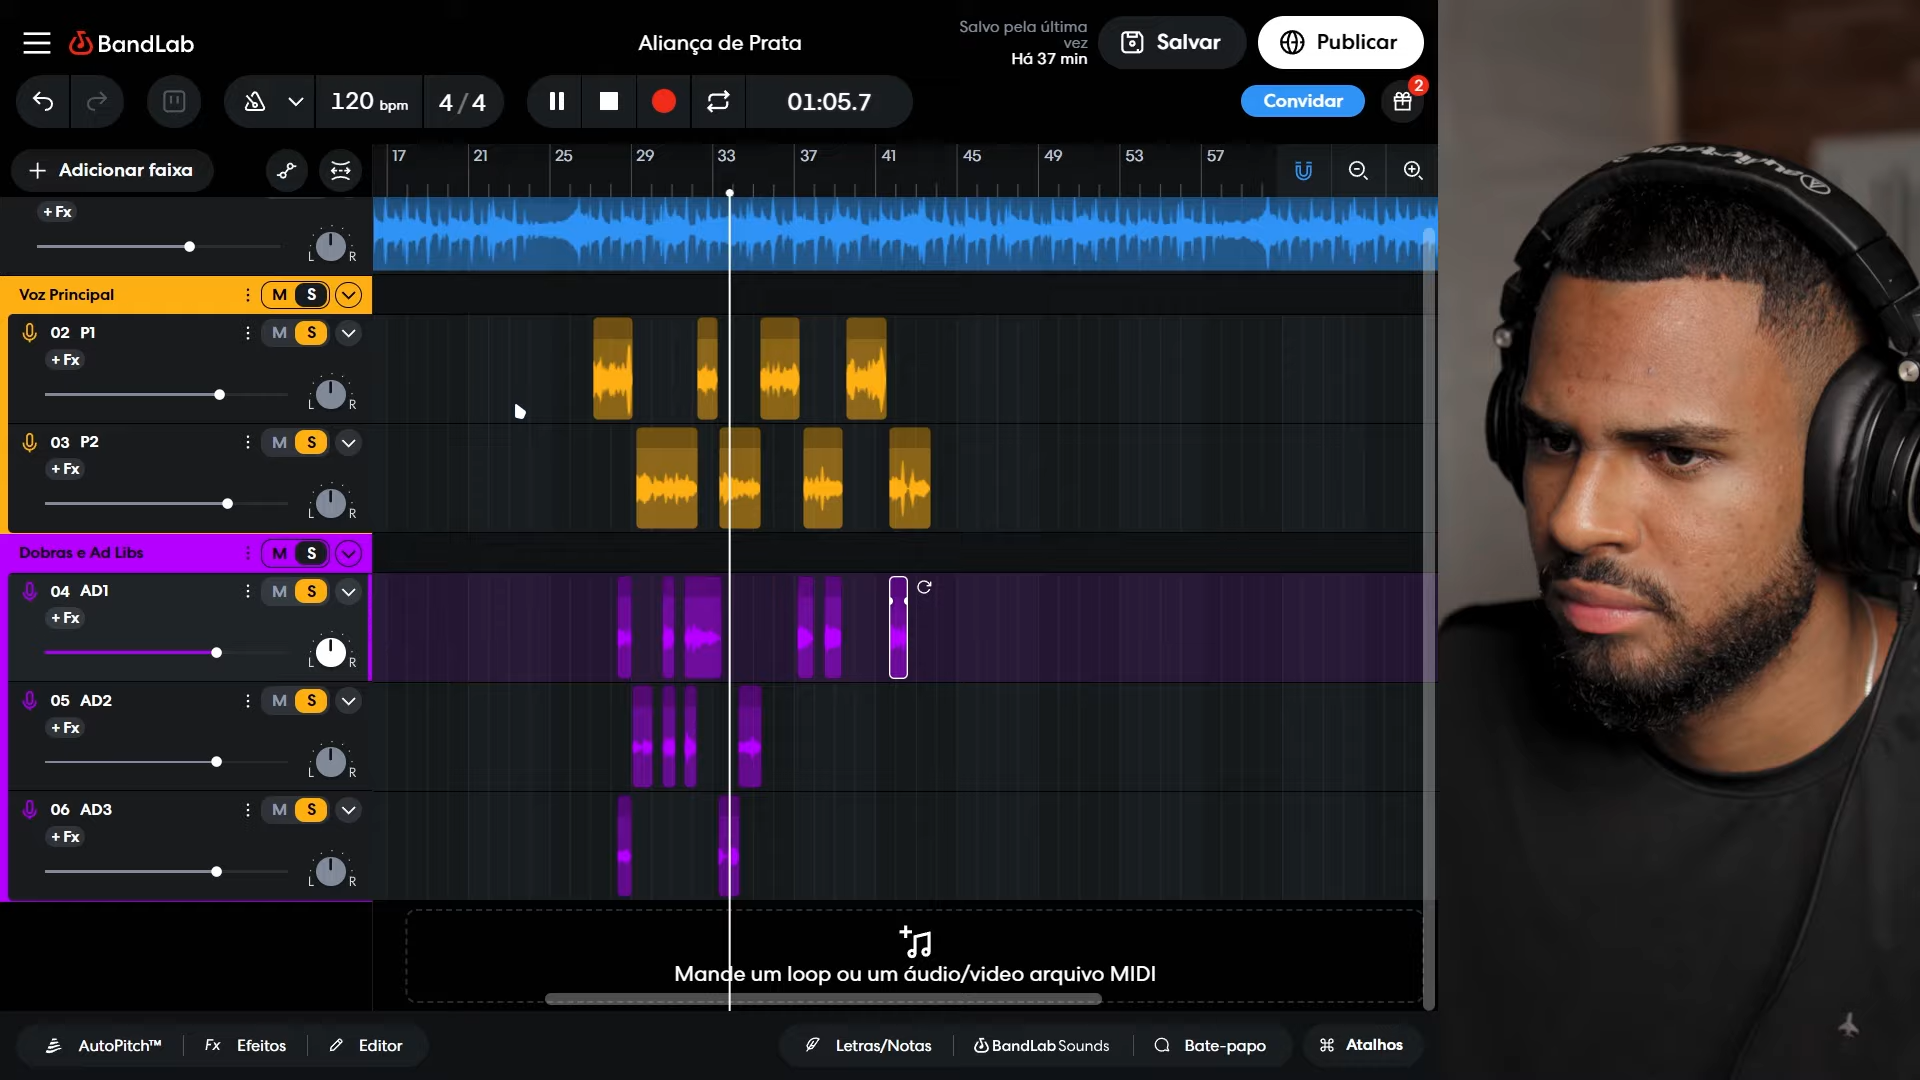 BandLab
Aliança de Prata
Salvo pela última
vez
Há 37 min
Salvar
Publicar
120 bpm
4 / 4
01:05.7
Convidar
2
Adicionar faixa
17 21 25 29 33 37 41 45 49 53 57
+ Fx
L R
Voz Principal
M S
02 P1
M S
+ Fx
L R
03 P2
M S
+ Fx
L R
Dobras e Ad Libs
M S
04 AD1
M S
+ Fx
L R
05 AD2
M S
+ Fx
L R
06 AD3
M S
+ Fx
L R
Mande um loop ou um áudio/video arquivo MIDI
AutoPitch™
Fx Efeitos
Editor
Letras/Notas
BandLab Sounds
Bate-papo
Atalhos
audio-technica